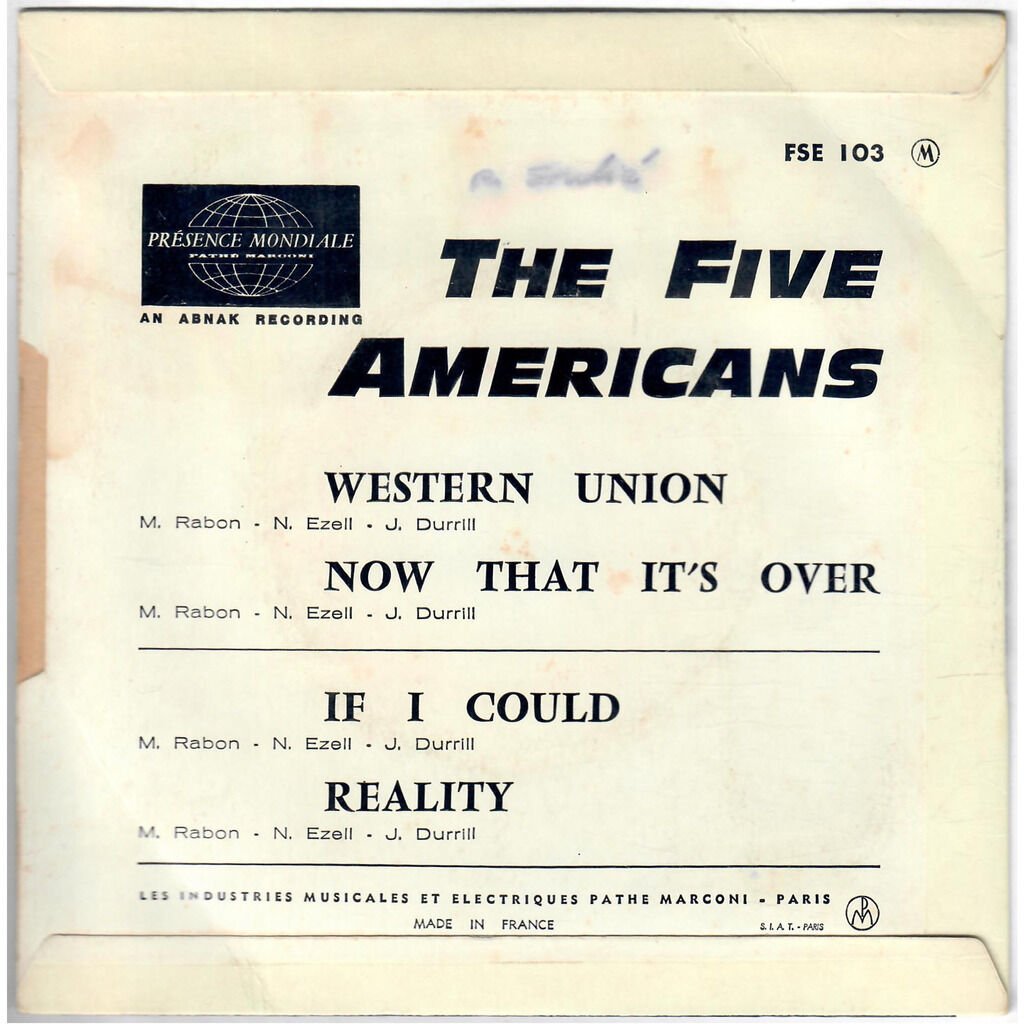 FSE 103 M
PRÉSENCE MONDIALE
PATHÉ MARCONI
AN ABNAK RECORDING
THE FIVE
AMERICANS
WESTERN UNION
M. Rabon - N. Ezell - J. Durrill
NOW THAT IT'S OVER
M. Rabon - N. Ezell - J. Durrill
IF I COULD
M. Rabon - N. Ezell - J. Durrill
REALITY
M. Rabon - N. Ezell - J. Durrill
LES INDUSTRIES MUSICALES ET ELECTRIQUES PATHE MARCONI - PARIS
MADE IN FRANCE
S.I.A.T. - PARIS